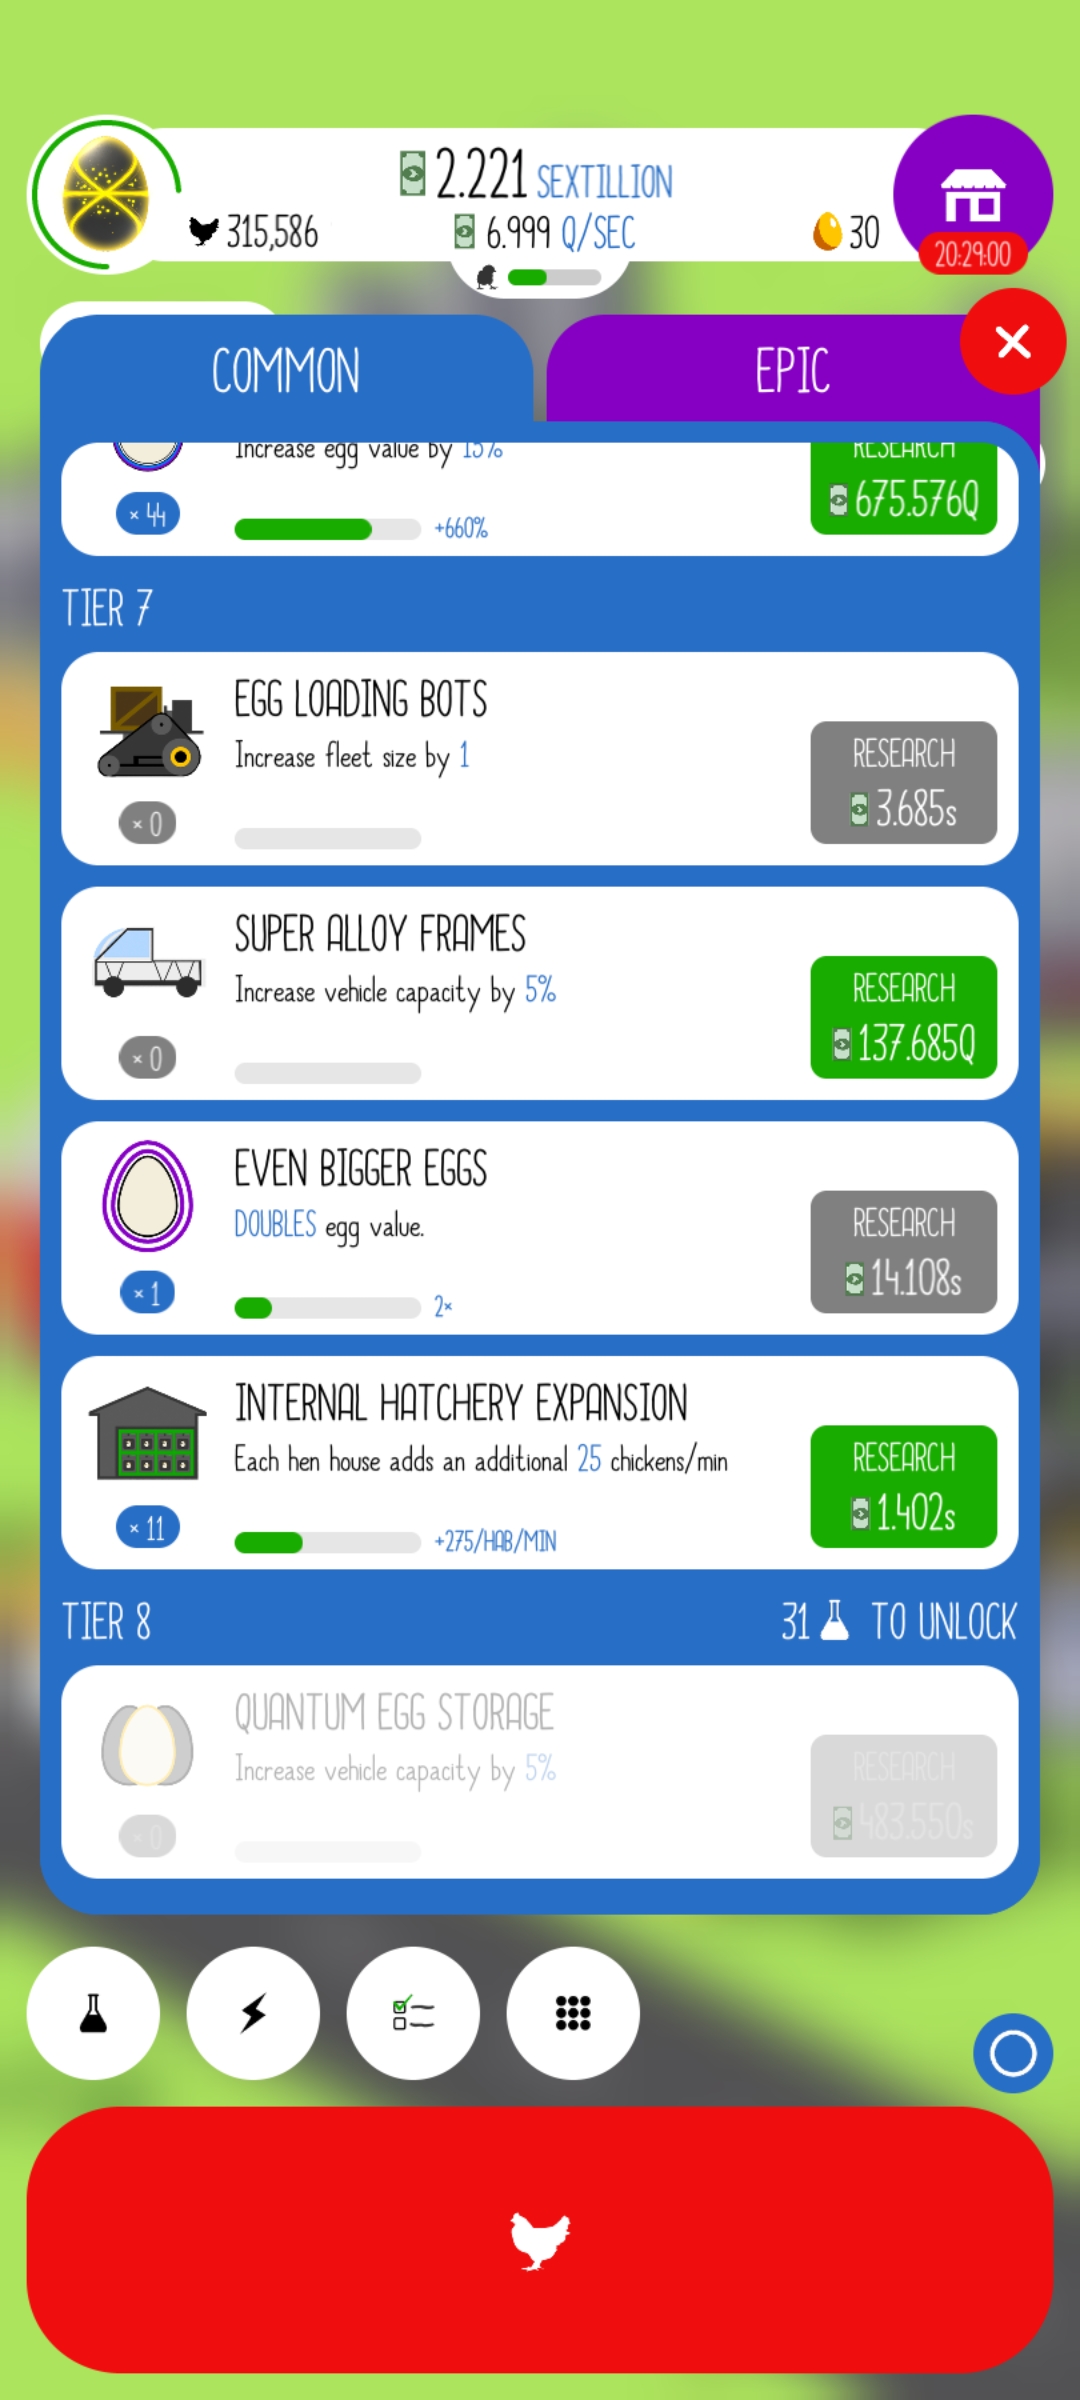 2.221 SEXTILLION
315,586
6.999 Q/SEC
30
20:29:00
COMMON
EPIC
Increase egg value by 15%
RESEARCH
675.576Q
× 44
+660%
TIER 7
EGG LOADING BOTS
Increase fleet size by 1
RESEARCH
3.685s
× 0
SUPER ALLOY FRAMES
Increase vehicle capacity by 5%
RESEARCH
137.685Q
× 0
EVEN BIGGER EGGS
DOUBLES egg value.
RESEARCH
14.108s
× 1
2×
INTERNAL HATCHERY EXPANSION
Each hen house adds an additional 25 chickens/min
RESEARCH
1.402s
× 11
+275/HAB/MIN
TIER 8
31 TO UNLOCK
QUANTUM EGG STORAGE
Increase vehicle capacity by 5%
RESEARCH
483.550s
× 0